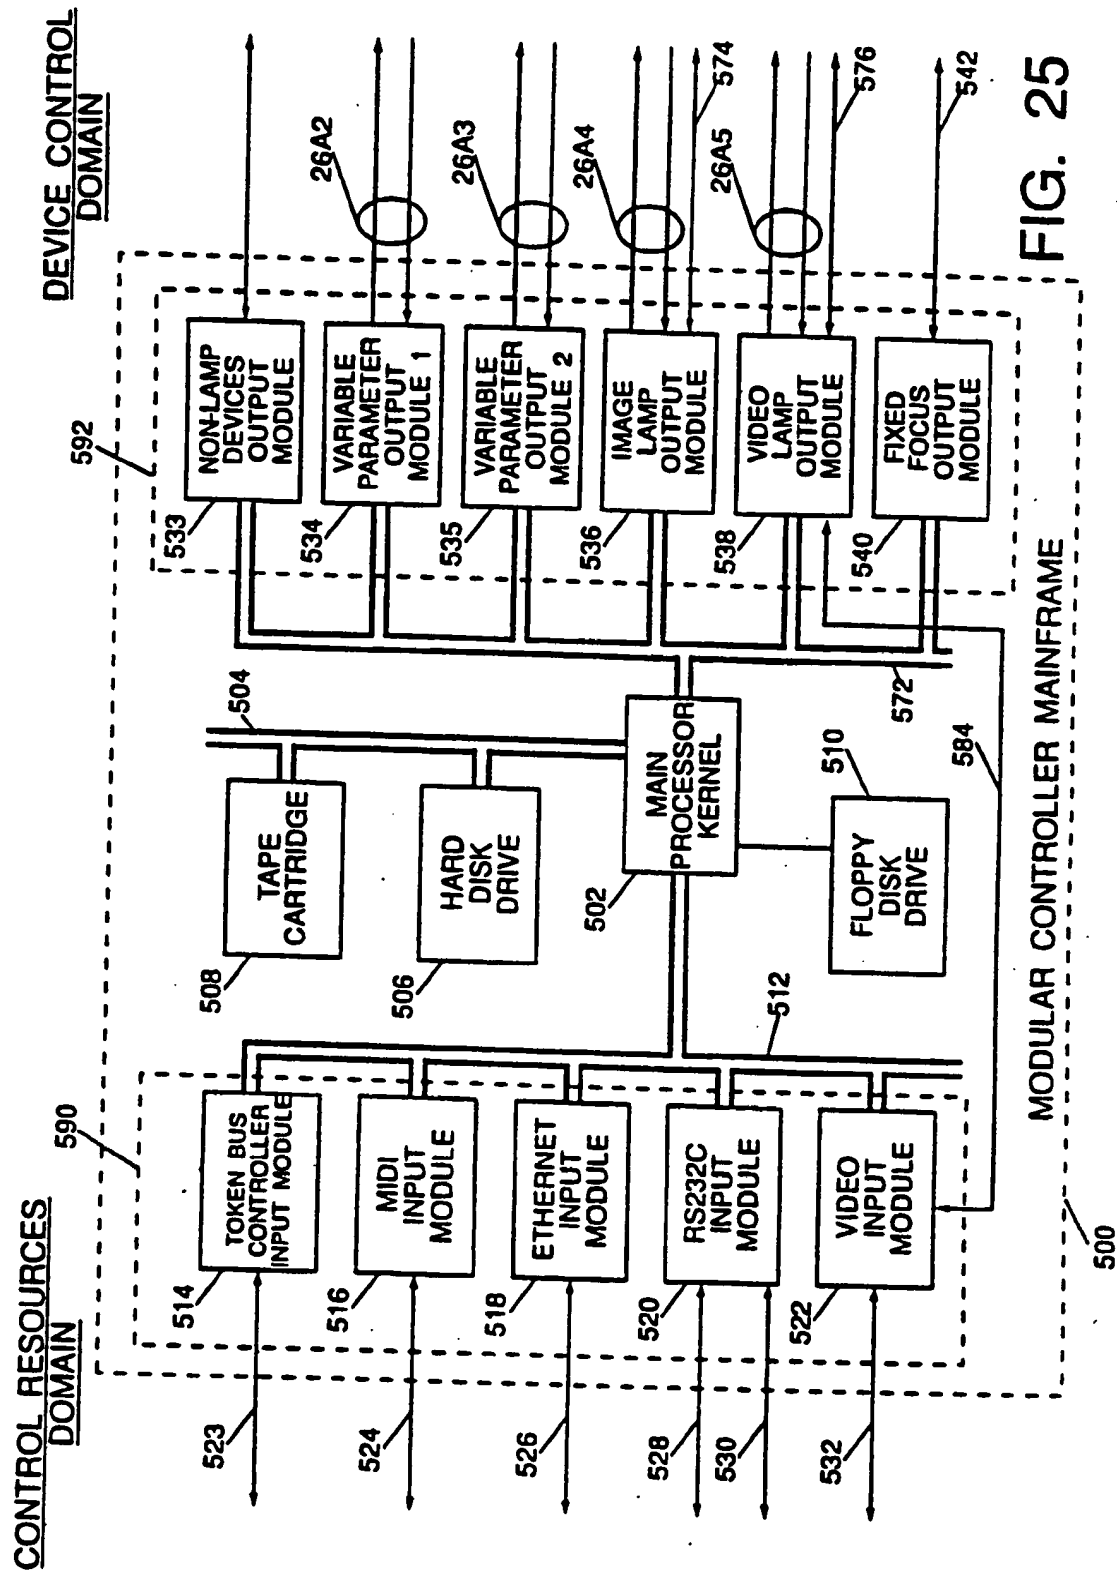 CONTROL RESOURCES
DOMAIN
DEVICE CONTROL
DOMAIN
590
592
TOKEN BUS
CONTROLLER
INPUT MODULE
514
523
MIDI
INPUT
MODULE
516
524
ETHERNET
INPUT
MODULE
518
526
RS232C
INPUT
MODULE
520
528
530
VIDEO
INPUT
MODULE
522
532
512
TAPE
CARTRIDGE
508
504
HARD
DISK
DRIVE
506
MAIN
PROCESSOR
KERNEL
502
FLOPPY
DISK
DRIVE
510
572
584
NON-LAMP
DEVICES
OUTPUT
MODULE
533
VARIABLE
PARAMETER
OUTPUT
MODULE 1
534
26A2
VARIABLE
PARAMETER
OUTPUT
MODULE 2
535
26A3
IMAGE
LAMP
OUTPUT
MODULE
536
26A4
574
VIDEO
LAMP
OUTPUT
MODULE
538
26A5
576
FIXED
FOCUS
OUTPUT
MODULE
540
542
MODULAR CONTROLLER MAINFRAME
500
FIG. 25